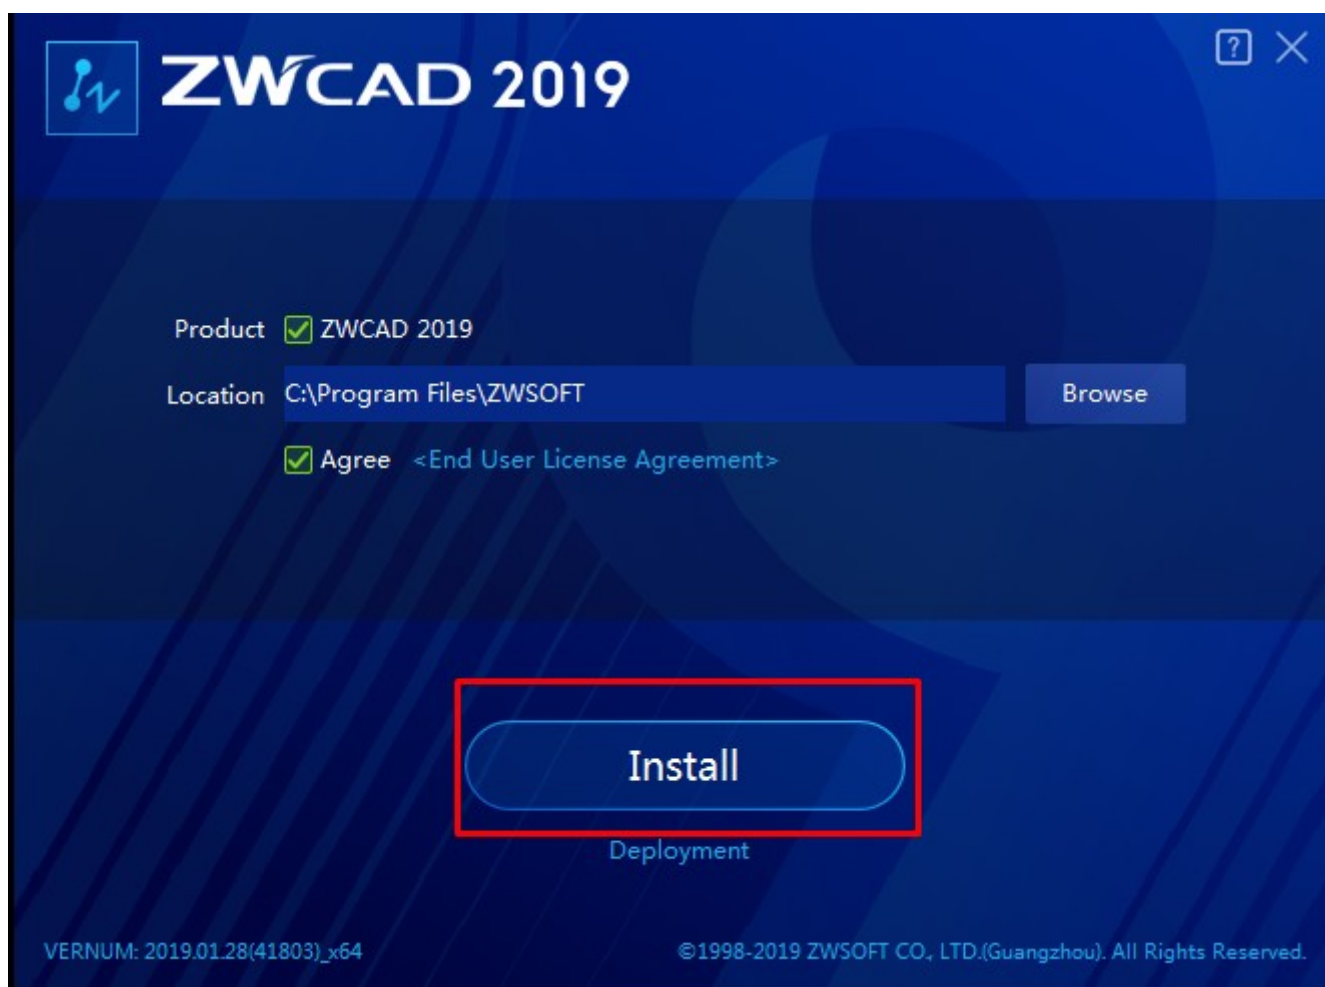 ZWCAD 2019
?
Product ZWCAD 2019
Location C:\Program Files\ZWSOFT Browse
Agree <End User License Agreement>
Install
Deployment
VERNUM: 2019.01.28(41803)_x64 ©1998-2019 ZWSOFT CO., LTD.(Guangzhou). All Rights Reserved.